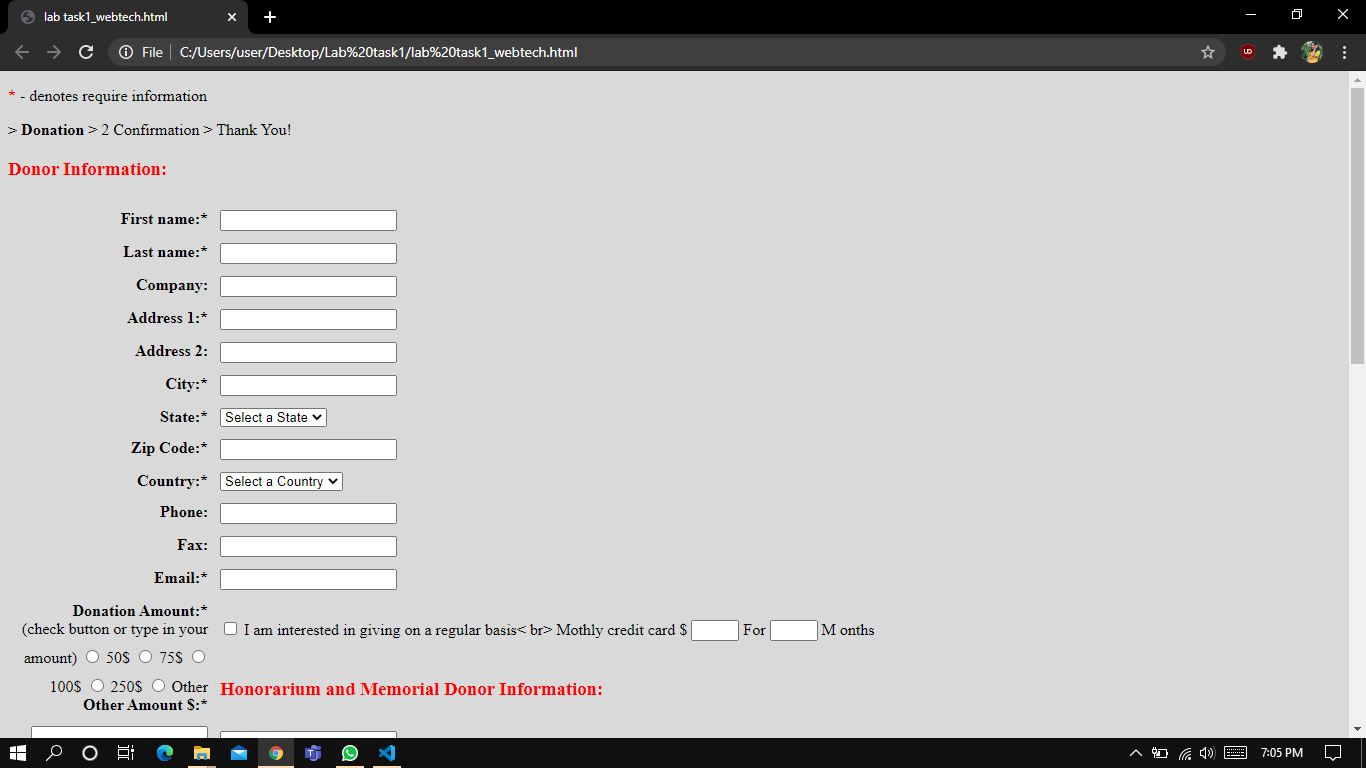 lab task1_webtech.html
File C:/Users/user/Desktop/Lab%20task1/lab%20task1_webtech.html
* - denotes require information
> Donation > 2 Confirmation > Thank You!
Donor Information:
First name:*
Last name:*
Company:
Address 1:*
Address 2:
City:*
State:* Select a State
Zip Code:*
Country:* Select a Country
Phone:
Fax:
Email:*
Donation Amount:*
(check button or type in your
amount) 50$ 75$
100$ 250$ Other
Other Amount $:*
I am interested in giving on a regular basis< br> Mothly credit card $ For M onths
Honorarium and Memorial Donor Information:
7:05 PM